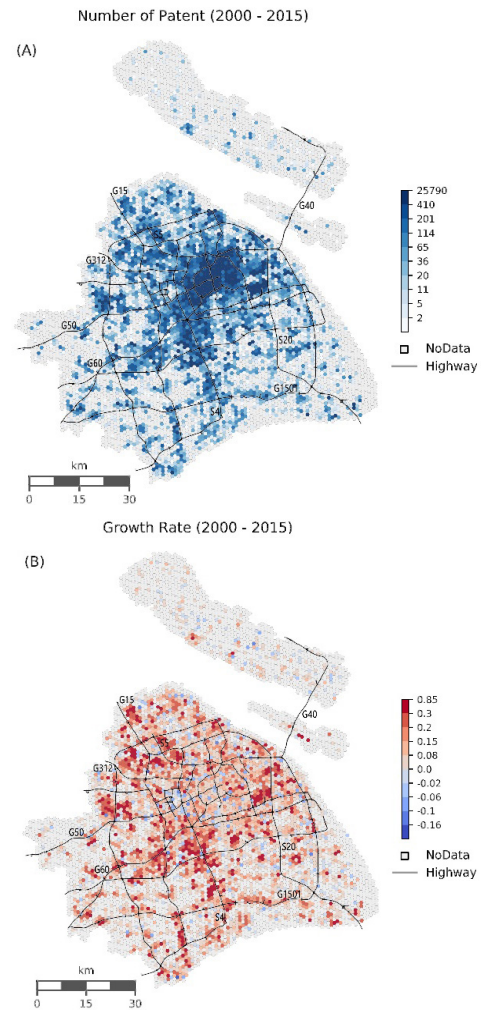 Number of Patent (2000 - 2015)
(A)
G15
G40
S5
G312
G50
G60
S20
G1501
S4
25790
410
201
114
65
36
20
11
5
2
NoData
Highway
km
0 15 30
Growth Rate (2000 - 2015)
(B)
G15
G40
S5
G312
G50
G60
S20
G1501
S4
0.85
0.3
0.2
0.15
0.08
0.0
-0.02
-0.06
-0.1
-0.16
NoData
Highway
km
0 15 30